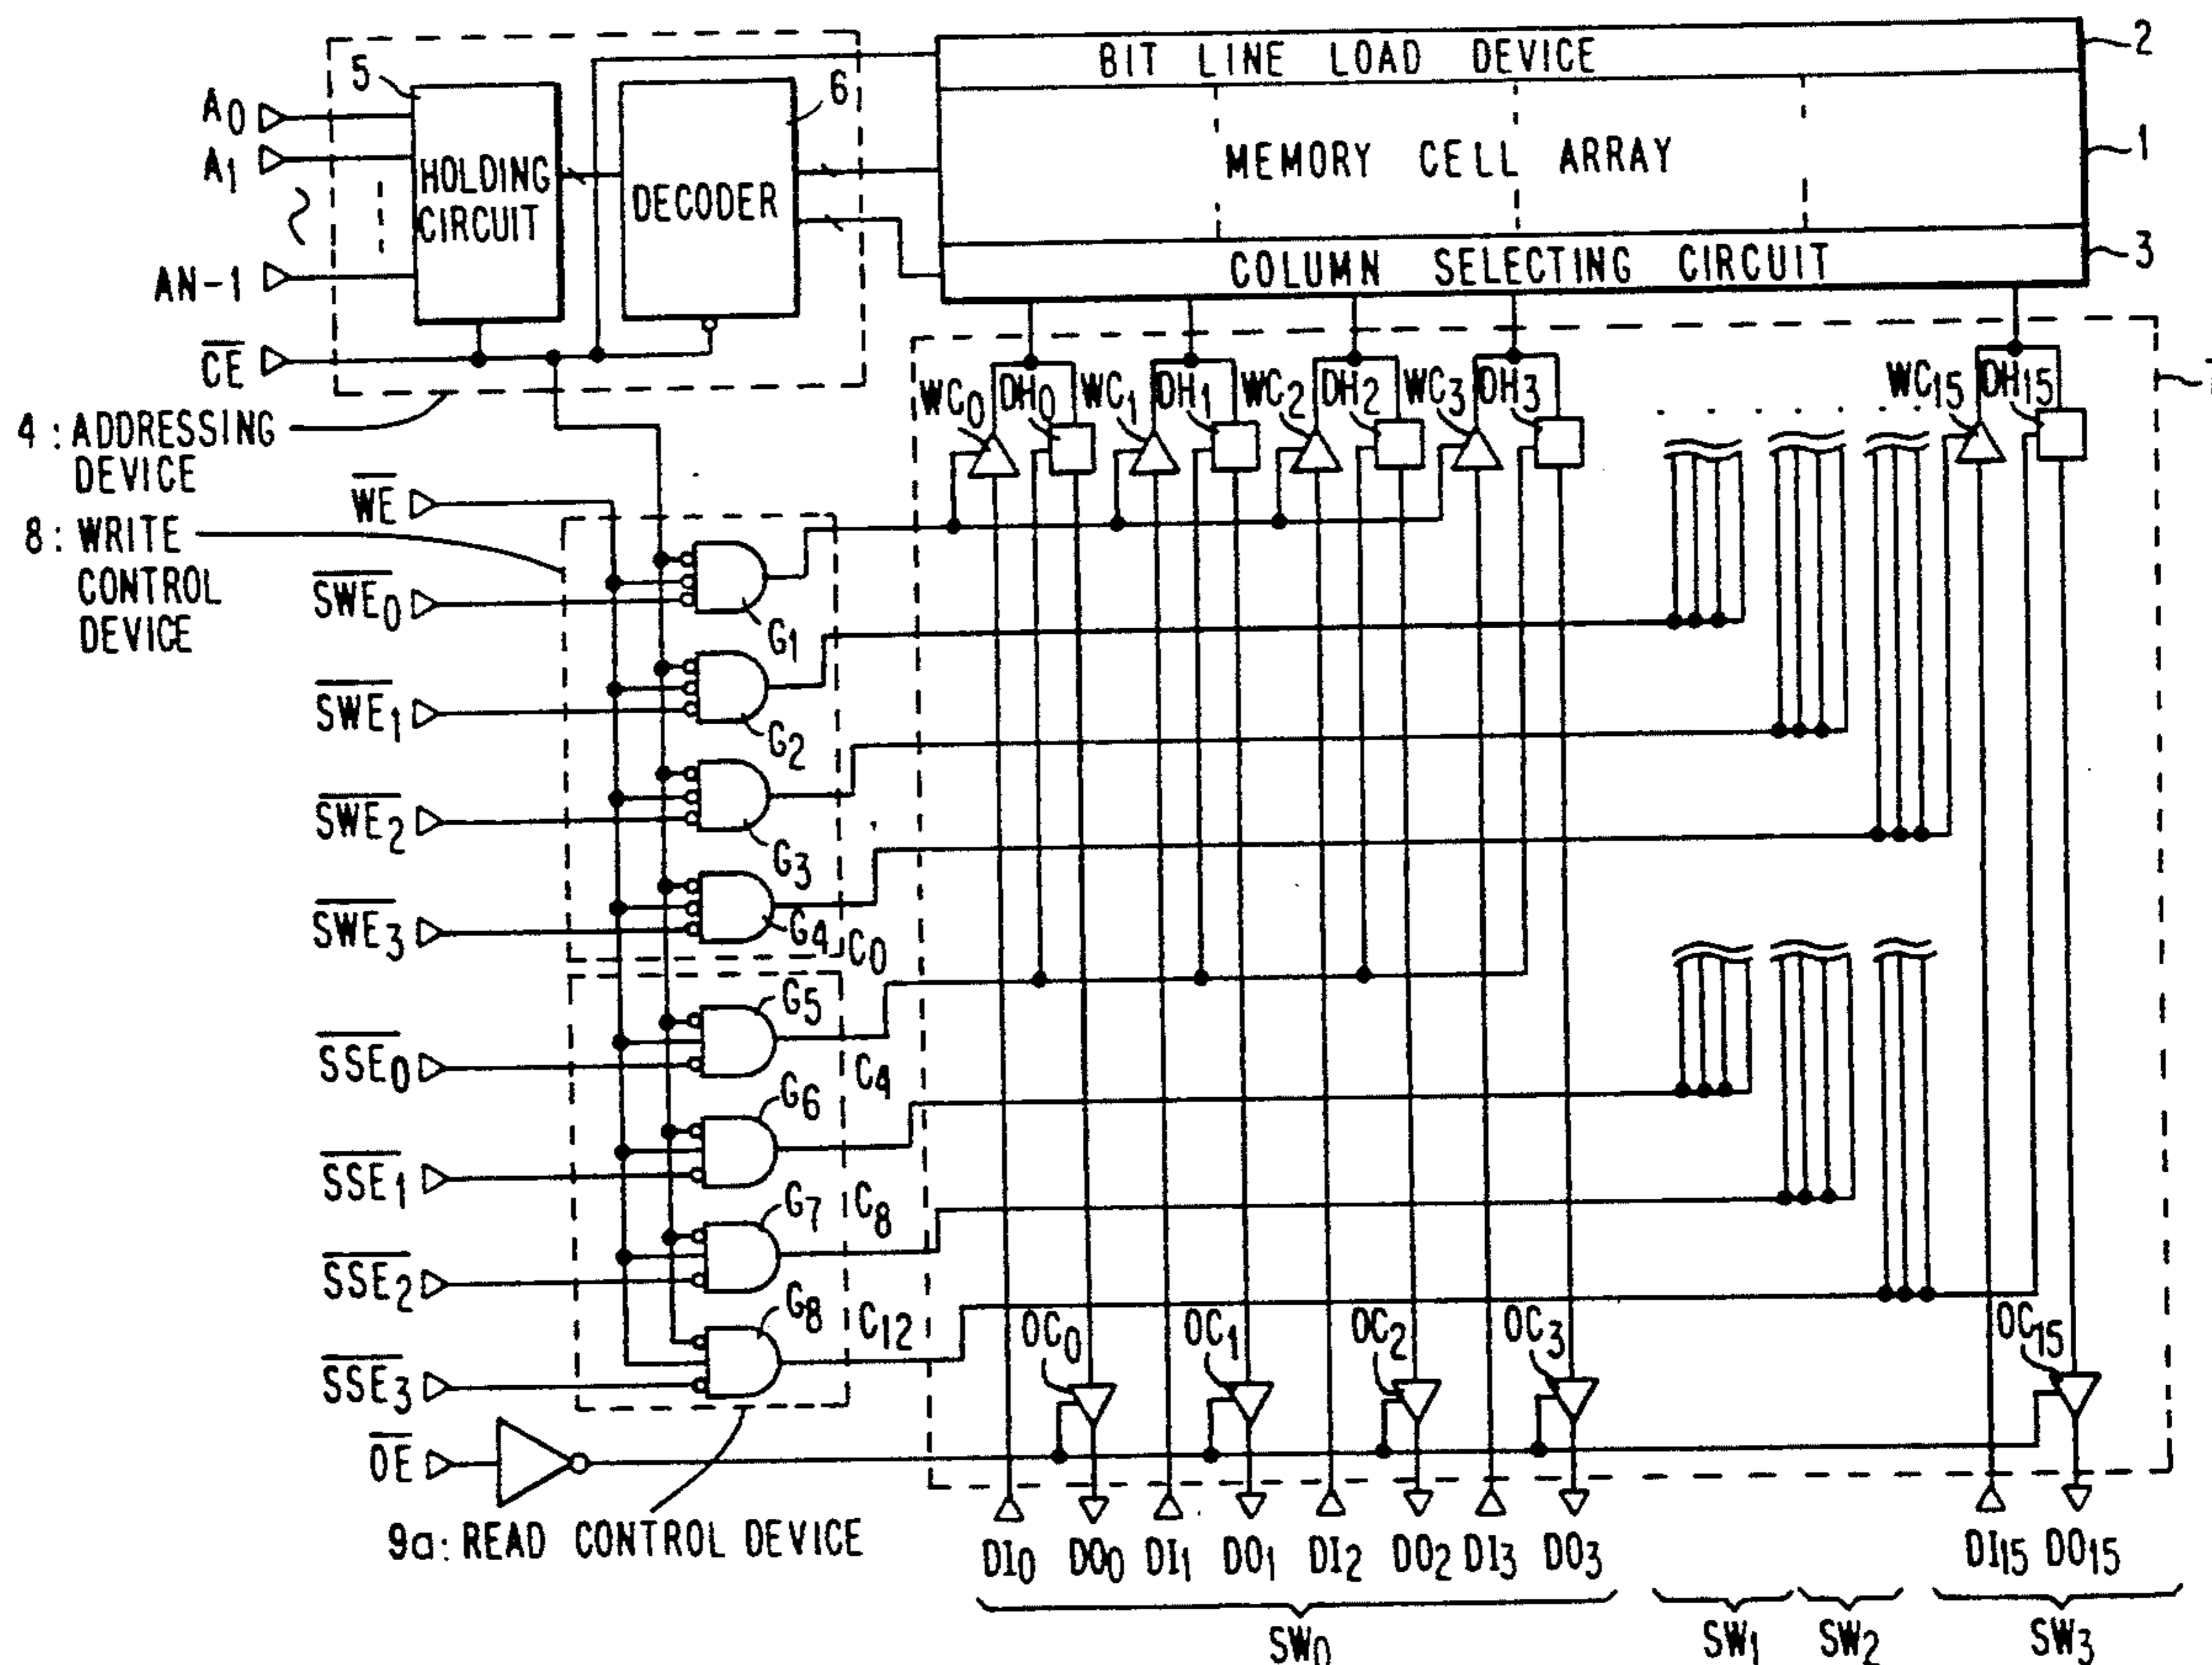 5
6
BIT LINE LOAD DEVICE
2
A0
A1
AN-1
HOLDING
CIRCUIT
DECODER
MEMORY CELL ARRAY
1
COLUMN SELECTING CIRCUIT
3
CE
4 : ADDRESSING
DEVICE
WC0 DH0 WC1 DH1 WC2 DH2 WC3 DH3 WC15 DH15
WE
8 : WRITE
CONTROL
DEVICE
SWE0
G1
SWE1
G2
SWE2
G3
SWE3
G4
C0
G5
SSE0
C4
G6
SSE1
G7
C8
SSE2
G8
C12
SSE3
OC0 OC1 OC2 OC3 OC15
OE
9a: READ CONTROL DEVICE
DI0 DO0 DI1 DO1 DI2 DO2 DI3 DO3 DI15 DO15
SW0 SW1 SW2 SW3